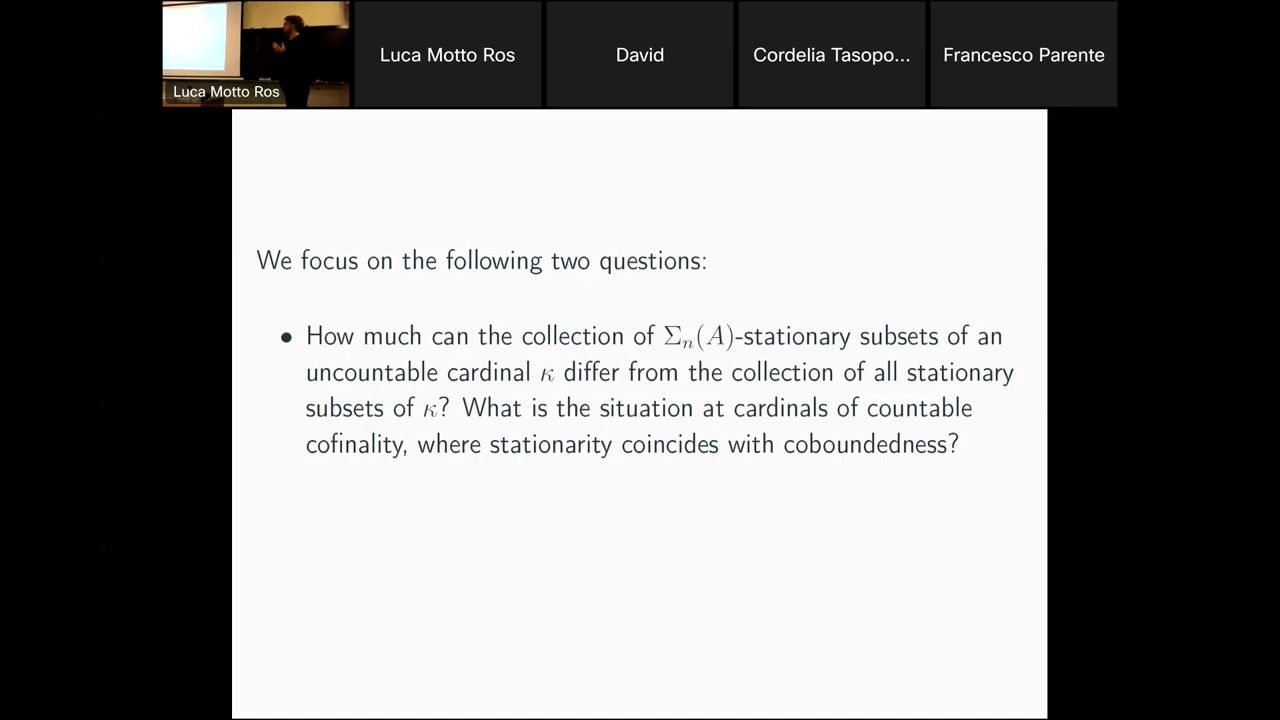 Luca Motto Ros
Luca Motto Ros
David
Cordelia Tasopo...
Francesco Parente
We focus on the following two questions:
• How much can the collection of Σₙ(A)-stationary subsets of an
uncountable cardinal κ differ from the collection of all stationary
subsets of κ? What is the situation at cardinals of countable
cofinality, where stationarity coincides with coboundedness?